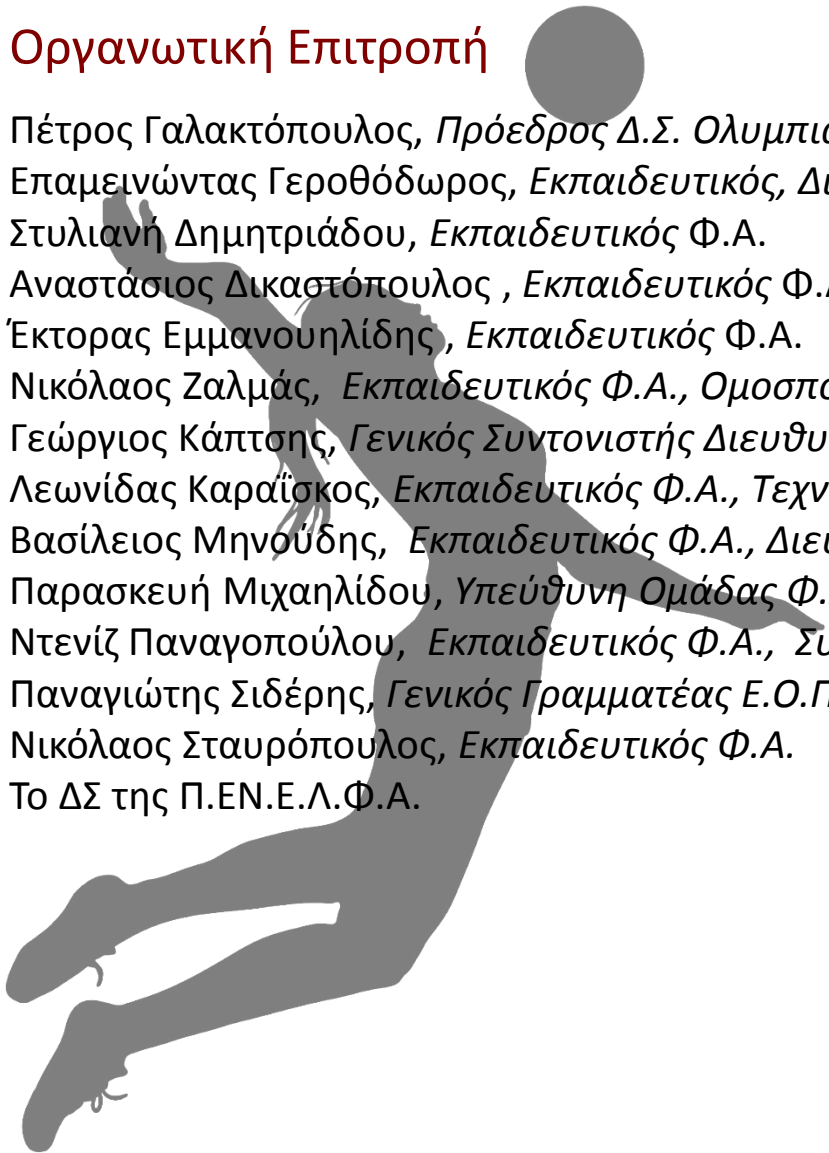 Οργανωτική Επιτροπή
Πέτρος Γαλακτόπουλος, Πρόεδρος Δ.Σ.
Επαμεινώντας Γεροθόδωρος, Εκπαιδευτικός,
Στυλιανή Δημητριάδου, Εκπαιδευτικός Φ.Α.
Αναστάσιος Δικαστόπουλος , Εκπαιδευτικός
Έκτορας Εμμανουηλίδης , Εκπαιδευτικός Φ.Α.
Νικόλαος Ζαλμάς, Εκπαιδευτικός Φ.Α.,
Γεώργιος Κάπτσης, Γενικός Συντονιστής
Λεωνίδας Καραΐσκος, Εκπαιδευτικός Φ.Α.,
Βασίλειος Μηνούδης, Εκπαιδευτικός Φ.Α.,
Παρασκευή Μιχαηλίδου, Υπεύθυνη Ομάδας Φ.
Ντενίζ Παναγοπούλου, Εκπαιδευτικός Φ.Α.,
Παναγιώτης Σιδέρης, Γενικός Γραμματέας
Νικόλαος Σταυρόπουλος, Εκπαιδευτικός Φ.Α.
Το ΔΣ της Π.ΕΝ.Ε.Λ.Φ.Α.